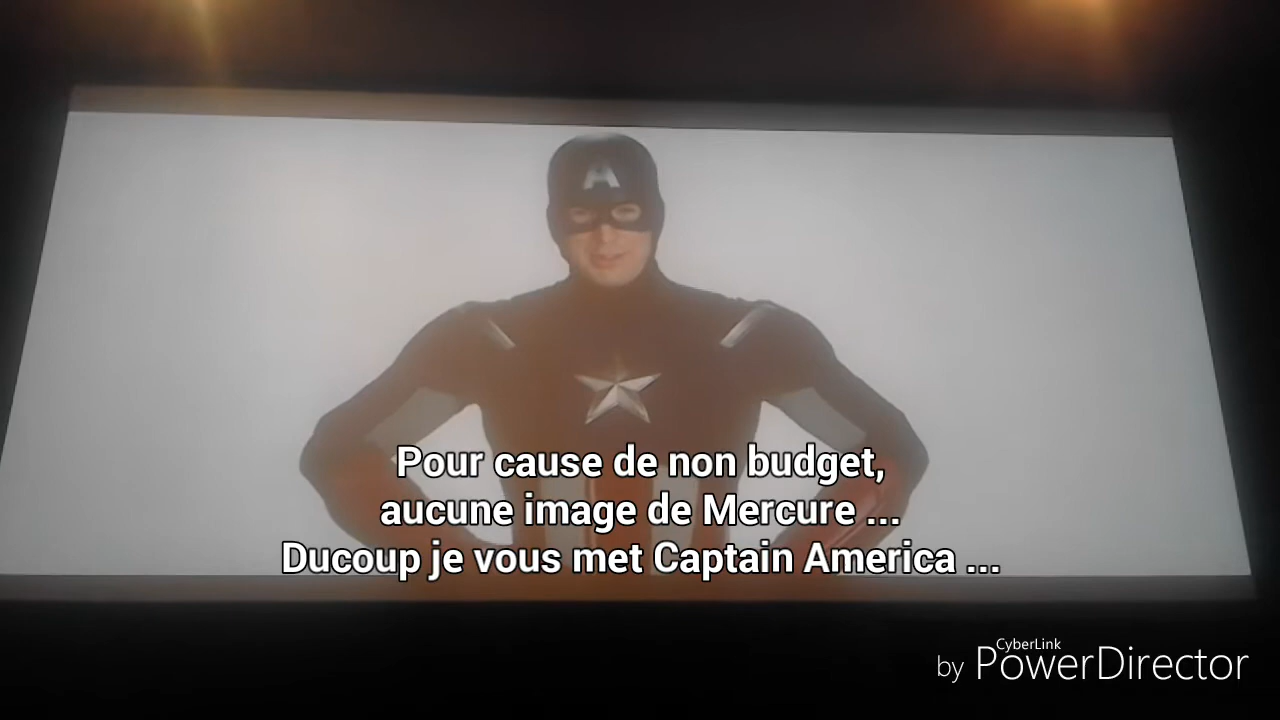 A
Pour cause de non budget,
aucune image de Mercure ...
Ducoup je vous met Captain America ...
CyberLink
by PowerDirector